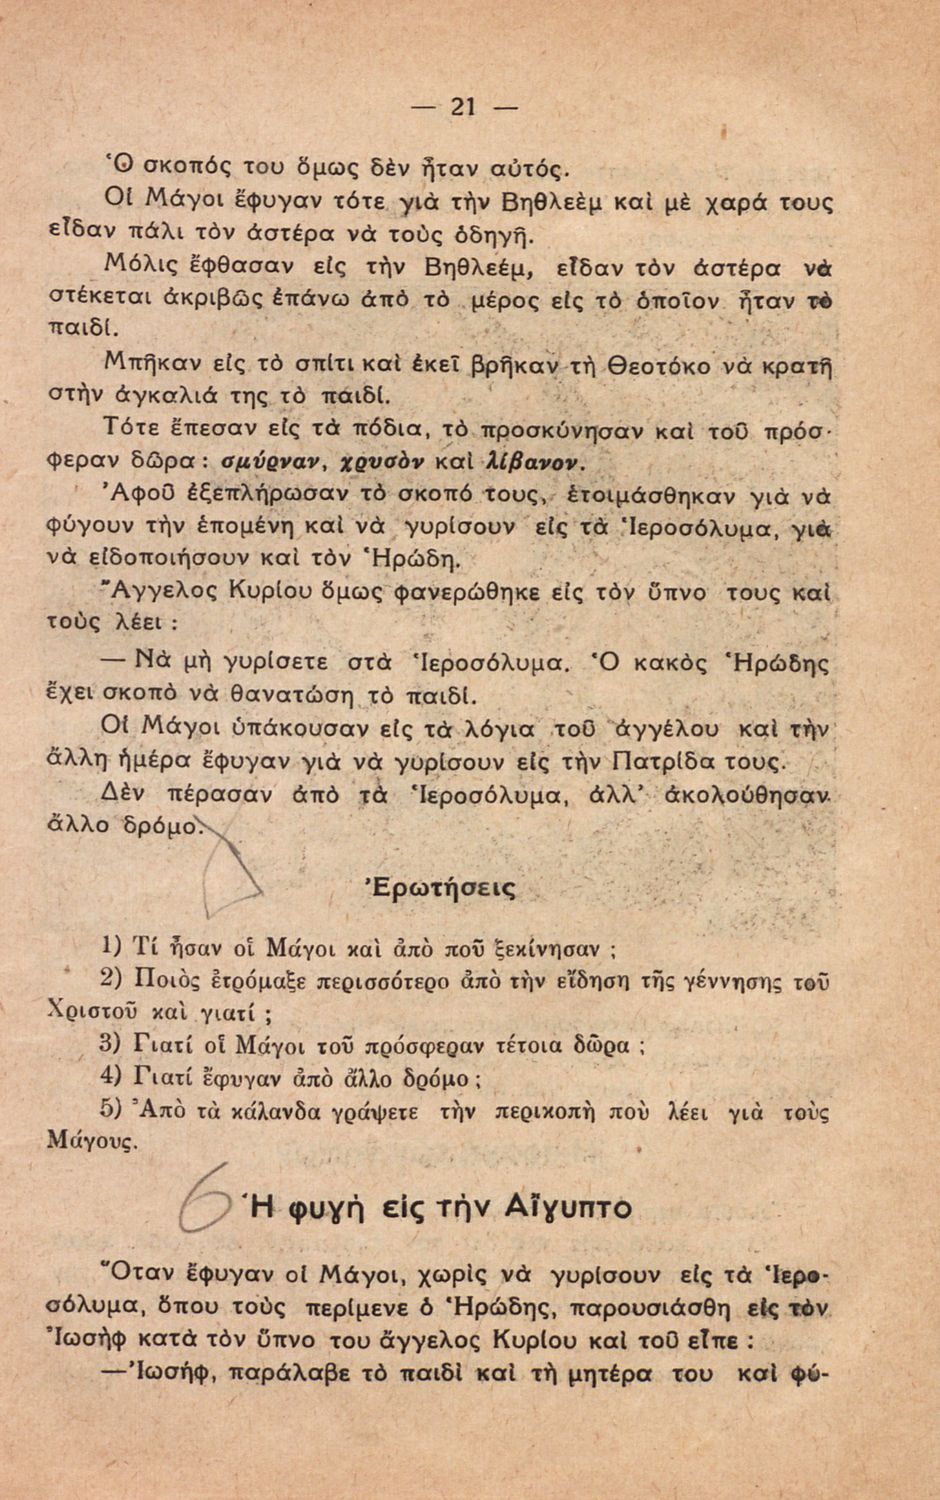 — 21 —
Ὁ σκοπός του ὅμως δὲν ἦταν αὐτός.
Οἱ Μάγοι ἔφυγαν τότε γιὰ τὴν Βηθλεὲμ καὶ μὲ χαρά τους
εἶδαν πάλι τὸν ἀστέρα νὰ τοὺς ὁδηγῆ.
Μόλις ἔφθασαν εἰς τὴν Βηθλεέμ, εἶδαν τὸν ἀστέρα νὰ
στέκεται ἀκριβῶς ἐπάνω ἀπὸ τὸ μέρος εἰς τὸ ὁποῖον ἦταν τὸ
παιδί.
Μπῆκαν εἰς τὸ σπίτι καὶ ἐκεῖ βρῆκαν τὴ Θεοτόκο νὰ κρατῆ
στὴν ἀγκαλιά της τὸ παιδί.
Τότε ἔπεσαν εἰς τὰ πόδια, τὸ προσκύνησαν καὶ τοῦ πρόσ-
φεραν δῶρα : σμύρναν, χρυσὸν καὶ λίβανον.
Ἀφοῦ ἐξεπλήρωσαν τὸ σκοπό τους, ἑτοιμάσθηκαν γιὰ νὰ
φύγουν τὴν ἑπομένη καὶ νὰ γυρίσουν εἰς τὰ Ἱεροσόλυμα, γιὰ
νὰ εἰδοποιήσουν καὶ τὸν Ἡρώδη.
Ἄγγελος Κυρίου ὅμως φανερώθηκε εἰς τὸν ὕπνο τους καὶ
τοὺς λέει :
— Νὰ μὴ γυρίσετε στὰ Ἱεροσόλυμα. Ὁ κακὸς Ἡρώδης
ἔχει σκοπὸ νὰ θανατώση τὸ παιδί.
Οἱ Μάγοι ὑπάκουσαν εἰς τὰ λόγια τοῦ ἀγγέλου καὶ τὴν
ἄλλη ἡμέρα ἔφυγαν γιὰ νὰ γυρίσουν εἰς τὴν Πατρίδα τους.
Δὲν πέρασαν ἀπὸ τὰ Ἱεροσόλυμα, ἀλλ' ἀκολούθησαν
ἄλλο δρόμο.
Ἐρωτήσεις
1) Τί ἦσαν οἱ Μάγοι καὶ ἀπὸ ποῦ ξεκίνησαν ;
2) Ποιὸς ἐτρόμαξε περισσότερο ἀπὸ τὴν εἴδηση τῆς γέννησης τοῦ
Χριστοῦ καὶ γιατί ;
3) Γιατί οἱ Μάγοι τοῦ πρόσφεραν τέτοια δῶρα ;
4) Γιατί ἔφυγαν ἀπὸ ἄλλο δρόμο ;
5) Ἀπὸ τὰ κάλανδα γράψετε τὴν περικοπὴ ποὺ λέει γιὰ τοὺς
Μάγους.
6 Ἡ φυγὴ εἰς τὴν Αἴγυπτο
Ὅταν ἔφυγαν οἱ Μάγοι, χωρὶς νὰ γυρίσουν εἰς τὰ Ἱερο-
σόλυμα, ὅπου τοὺς περίμενε ὁ Ἡρώδης, παρουσιάσθη εἰς τὸν
Ἰωσὴφ κατὰ τὸν ὕπνο του ἄγγελος Κυρίου καὶ τοῦ εἶπε :
—Ἰωσήφ, παράλαβε τὸ παιδὶ καὶ τὴ μητέρα του καὶ φύ-